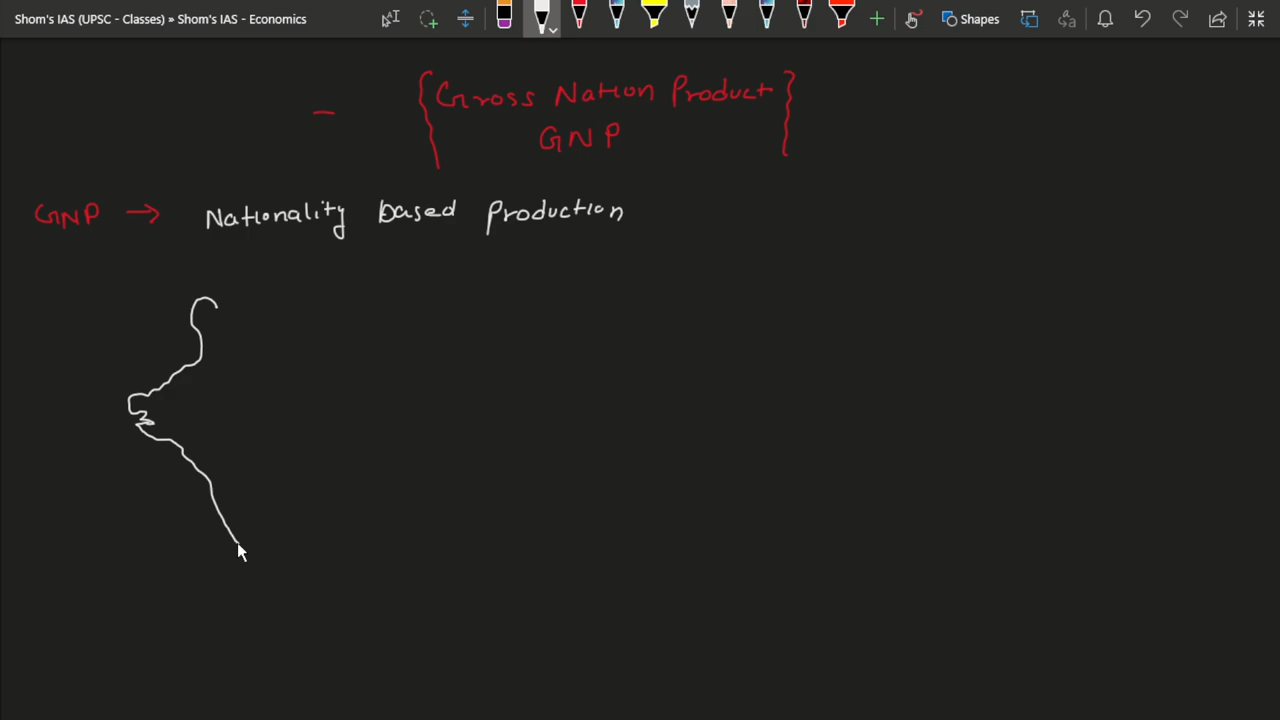 Shom's IAS (UPSC - Classes) » Shom's IAS - Economics
Shapes
- {Gross Nation Product}
GNP
GNP → Nationality based production